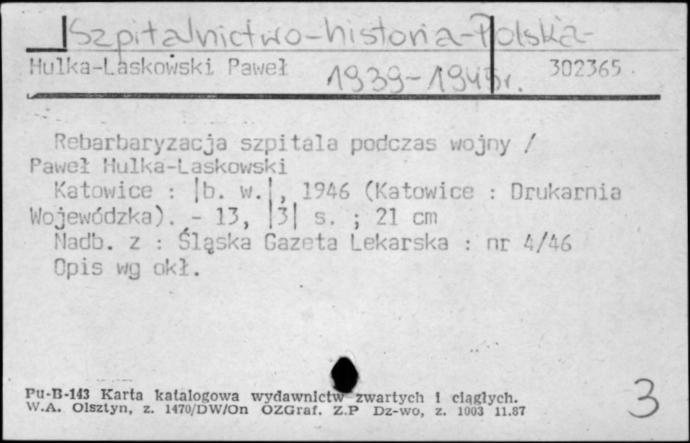 Szpitalnictwo-historia-Polska-
Hulka-Laskowski Paweł 1939-1945r. 302365
Rebarbaryzacja szpitala podczas wojny /
Paweł Hulka-Laskowski
Katowice : |b. w.|, 1946 (Katowice : Drukarnia
Wojewódzka). - 13, |3| s. ; 21 cm
Nadb. z : Śląska Gazeta Lekarska : nr 4/46
Opis wg okł.
Pu-B-143 Karta katalogowa wydawnictw zwartych i ciągłych.
W.A. Olsztyn, z. 1470/DW/On OZGraf. Z.P Dz-wo, z. 1003 11.87
3